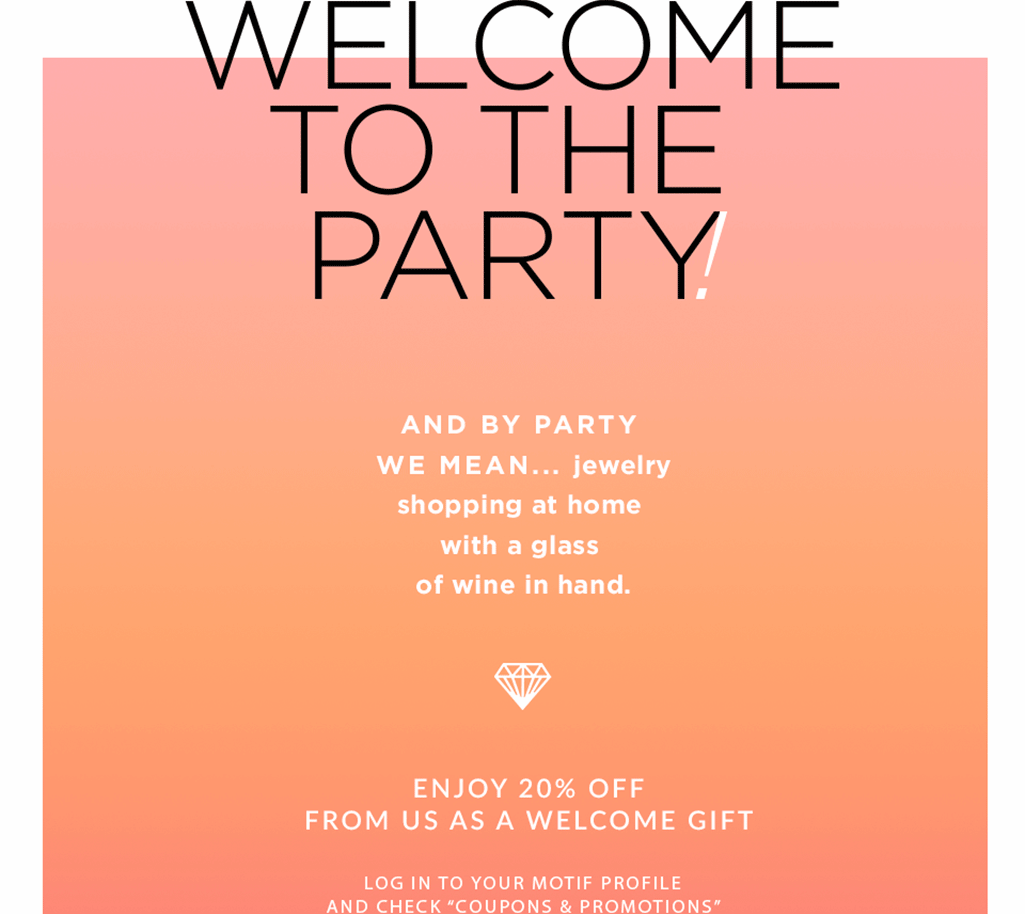 WELCOME
TO THE
PARTY!
AND BY PARTY
WE MEAN... jewelry
shopping at home
with a glass
of wine in hand.
ENJOY 20% OFF
FROM US AS A WELCOME GIFT
LOG IN TO YOUR MOTIF PROFILE
AND CHECK “COUPONS & PROMOTIONS”